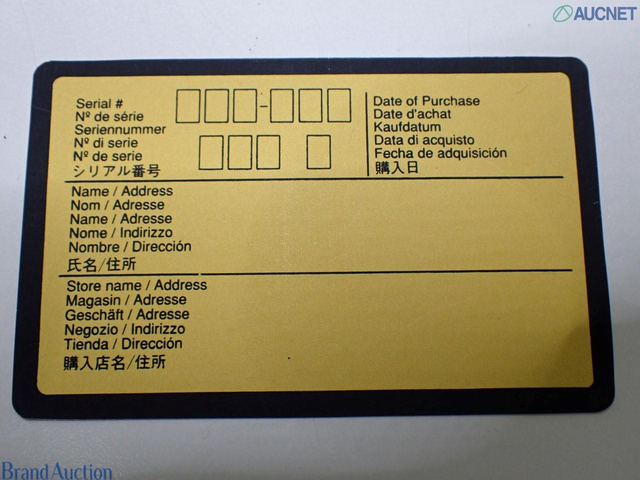 AUCNET
Serial #
Nº de série
Seriennummer
Nº di serie
Nº de serie
シリアル番号
Date of Purchase
Date d'achat
Kaufdatum
Data di acquisto
Fecha de adquisición
購入日
Name / Address
Nom / Adresse
Name / Adresse
Nome / Indirizzo
Nombre / Dirección
氏名/住所
Store name / Address
Magasin / Adresse
Geschäft / Adresse
Negozio / Indirizzo
Tienda / Dirección
購入店名/住所
Brand Auction